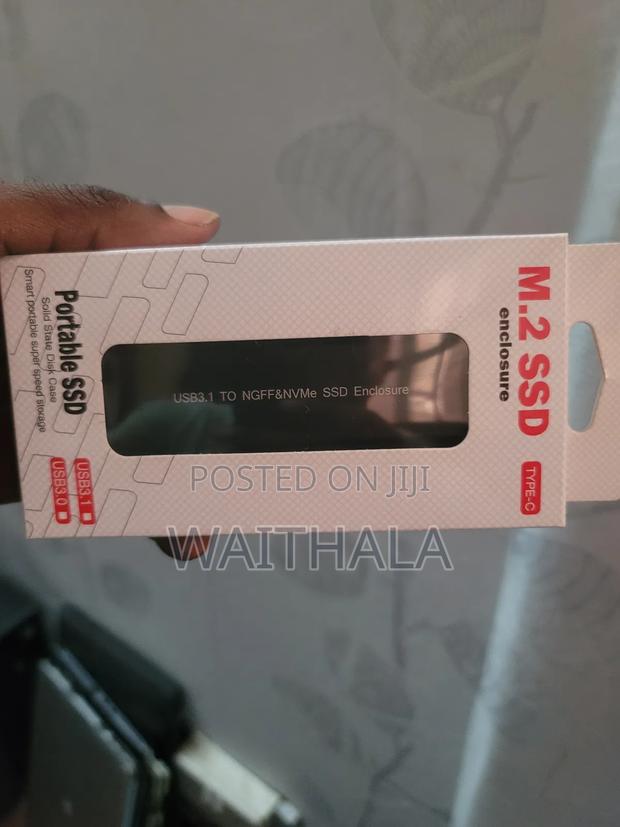 M.2 SSD
enclosure
TYPE-C
USB3.1 TO NGFF&NVMe SSD Enclosure
Portable SSD
Solid State Disk Case
Smart portable super speed storage
USB3.1
USB3.0
POSTED ON JIJI
WAITHALA